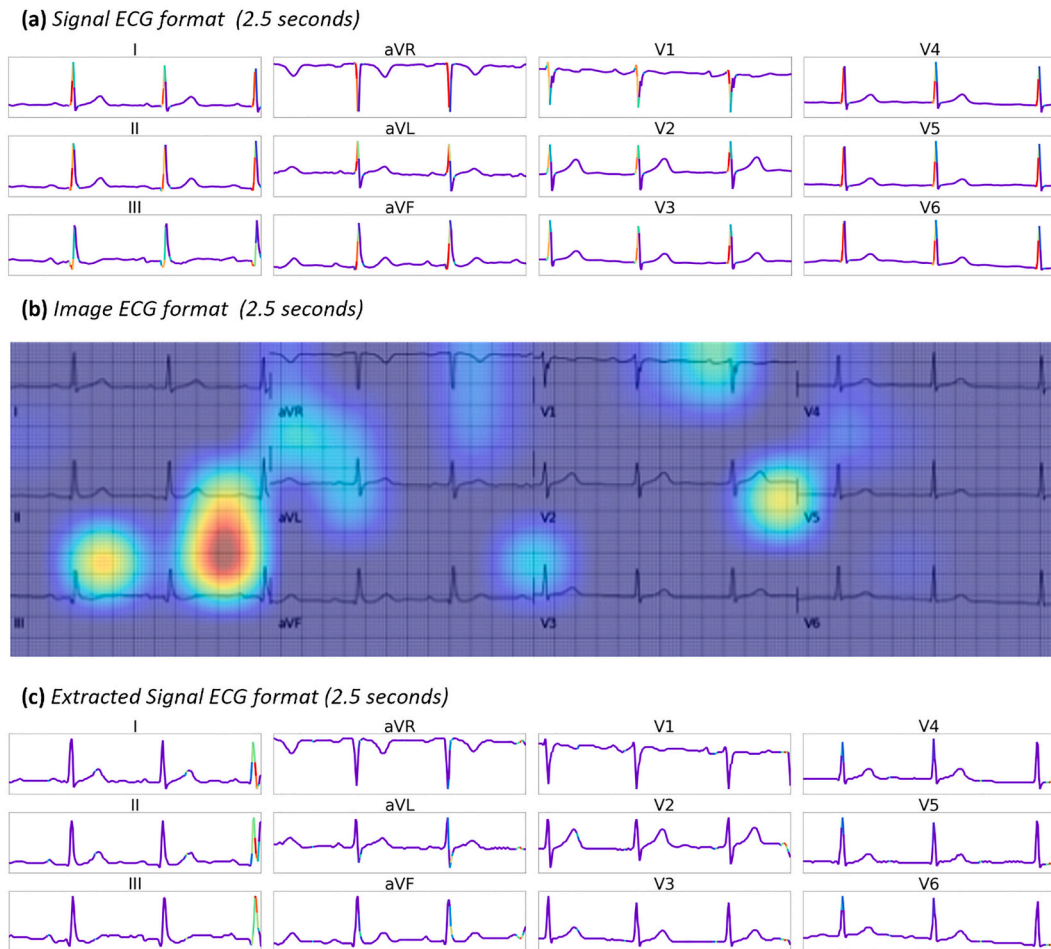 (a) Signal ECG format (2.5 seconds)
I aVR V1 V4
II aVL V2 V5
III aVF V3 V6
(b) Image ECG format (2.5 seconds)
I aVR V1 V4
II aVL V2 V5
III aVF V3 V6
(c) Extracted Signal ECG format (2.5 seconds)
I aVR V1 V4
II aVL V2 V5
III aVF V3 V6